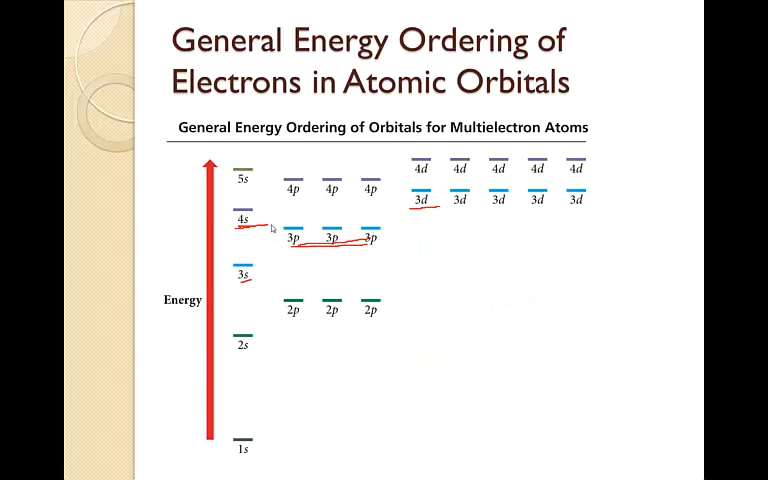 General Energy Ordering of
Electrons in Atomic Orbitals
General Energy Ordering of Orbitals for Multielectron Atoms
4d 4d 4d 4d 4d
5s 4p 4p 4p
3d 3d 3d 3d 3d
4s
3p 3p 3p
3s
Energy
2p 2p 2p
2s
1s